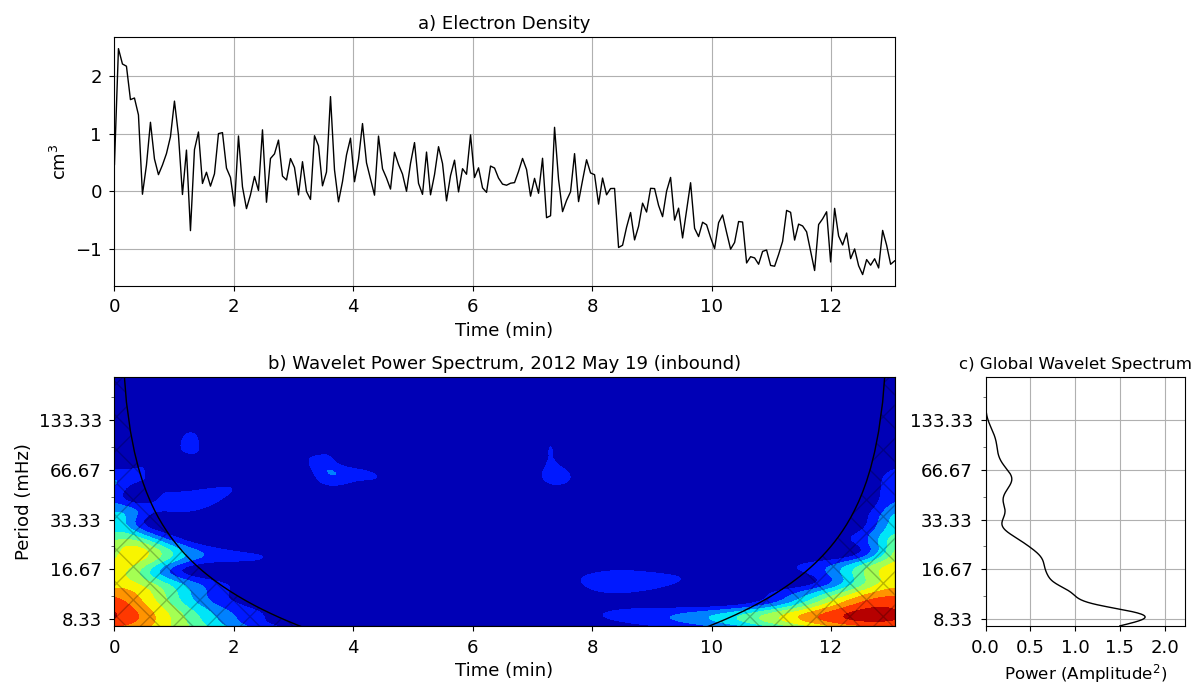 a) Electron Density
cm³
2
1
0
−1
0 2 4 6 8 10 12
Time (min)
b) Wavelet Power Spectrum, 2012 May 19 (inbound)
Period (mHz)
133.33
66.67
33.33
16.67
8.33
0 2 4 6 8 10 12
Time (min)
c) Global Wavelet Spectrum
133.33
66.67
33.33
16.67
8.33
0.0 0.5 1.0 1.5 2.0
Power (Amplitude²)